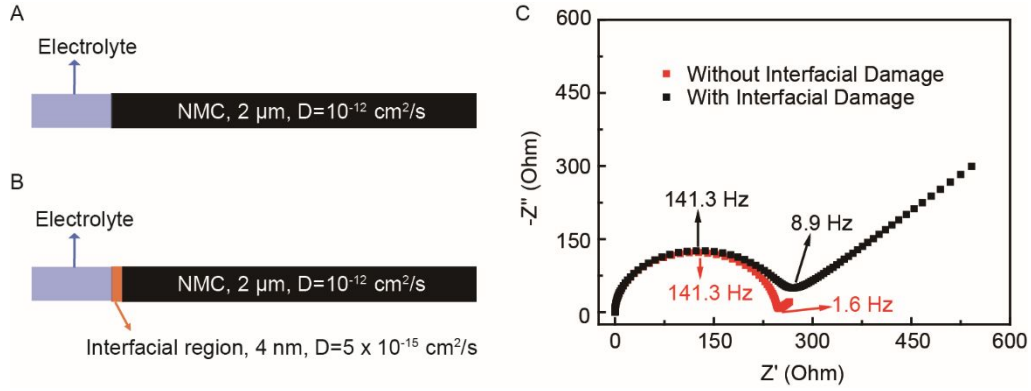 A
Electrolyte
NMC, 2 μm, D=10⁻¹² cm²/s
B
Electrolyte
NMC, 2 μm, D=10⁻¹² cm²/s
Interfacial region, 4 nm, D=5 x 10⁻¹⁵ cm²/s
C
600
450
300
150
0
-Z" (Ohm)
Without Interfacial Damage
With Interfacial Damage
141.3 Hz
8.9 Hz
141.3 Hz
1.6 Hz
0
150
300
450
600
Z' (Ohm)